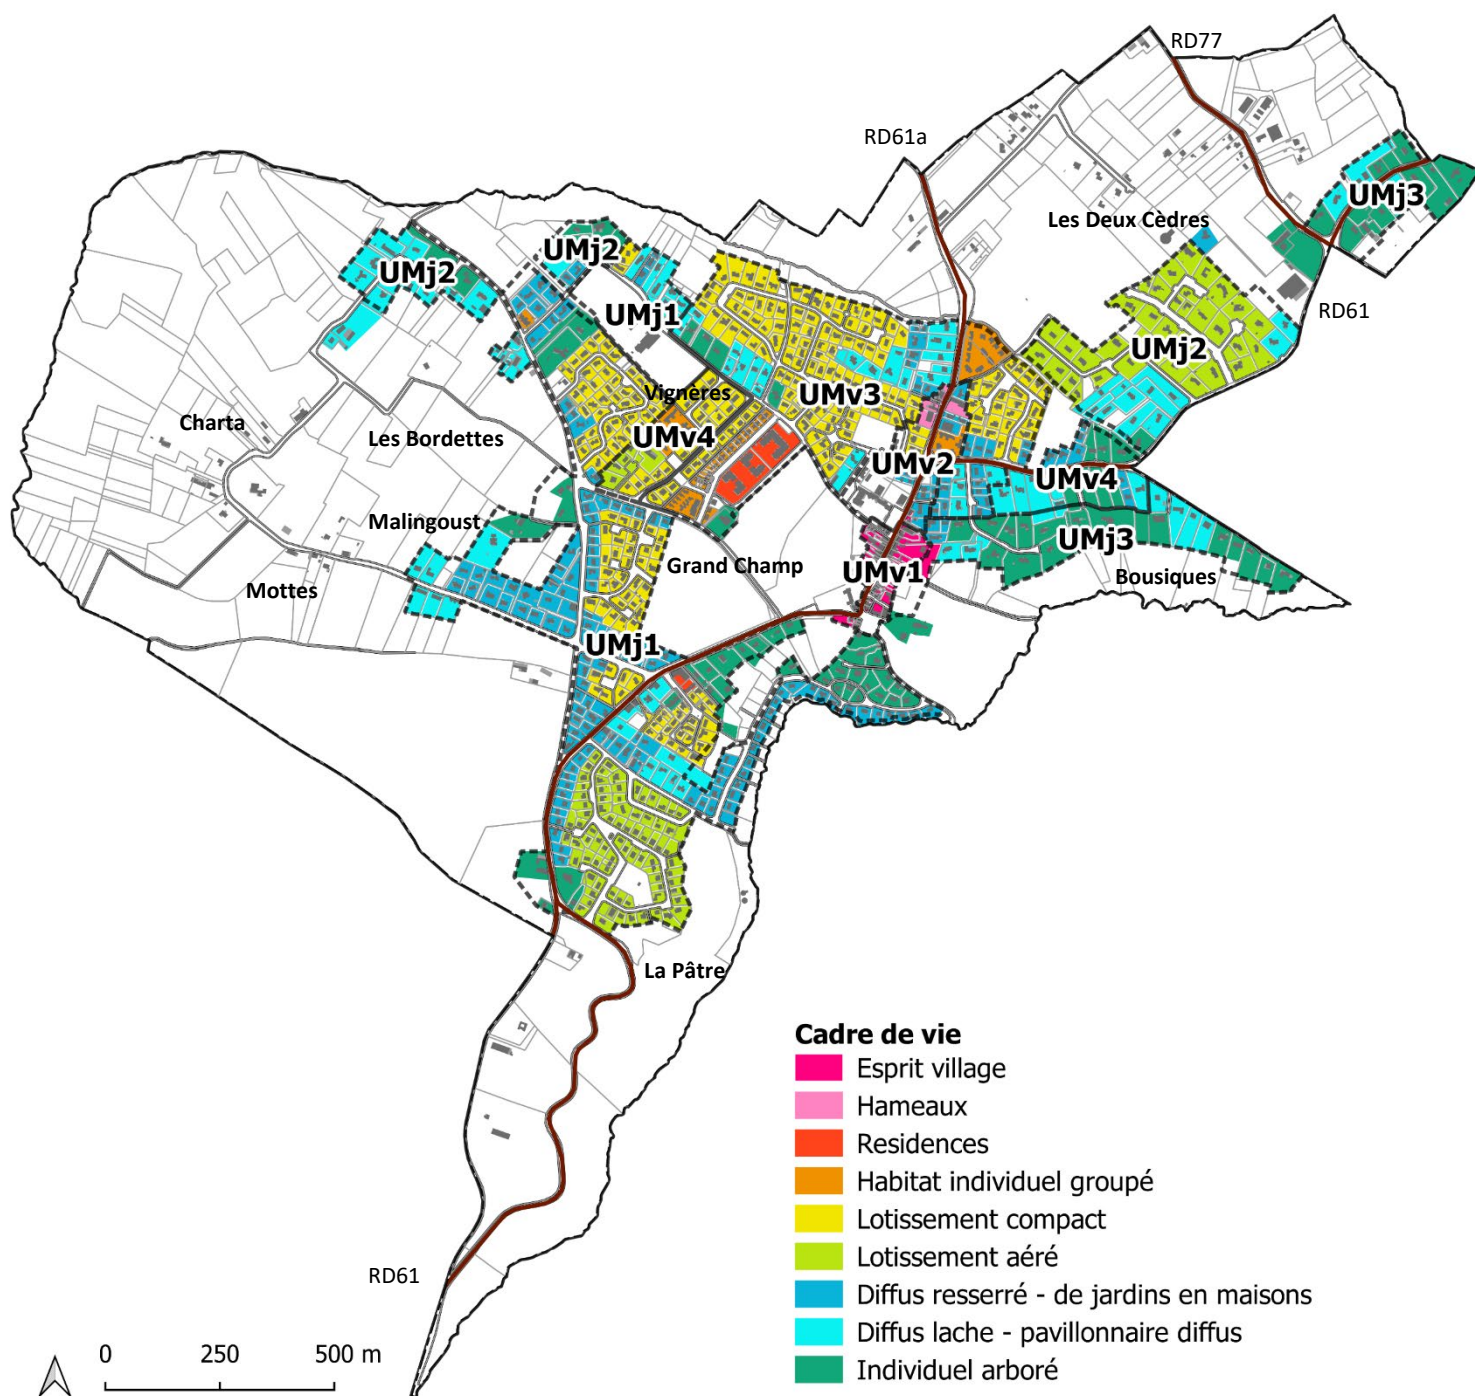 RD77
RD61a
UMj3
Les Deux Cèdres
UMj2
UMj2
RD61
UMj1
UMj2
Vignères
UMv3
Charta
Les Bordettes
UMv4
UMv2
UMv4
Malingoust
UMj3
Grand Champ
UMv1
Bousiques
Mottes
UMj1
La Pâtre
RD61
0 250 500 m
Cadre de vie
Esprit village
Hameaux
Residences
Habitat individuel groupé
Lotissement compact
Lotissement aéré
Diffus resserré - de jardins en maisons
Diffus lache - pavillonnaire diffus
Individuel arboré